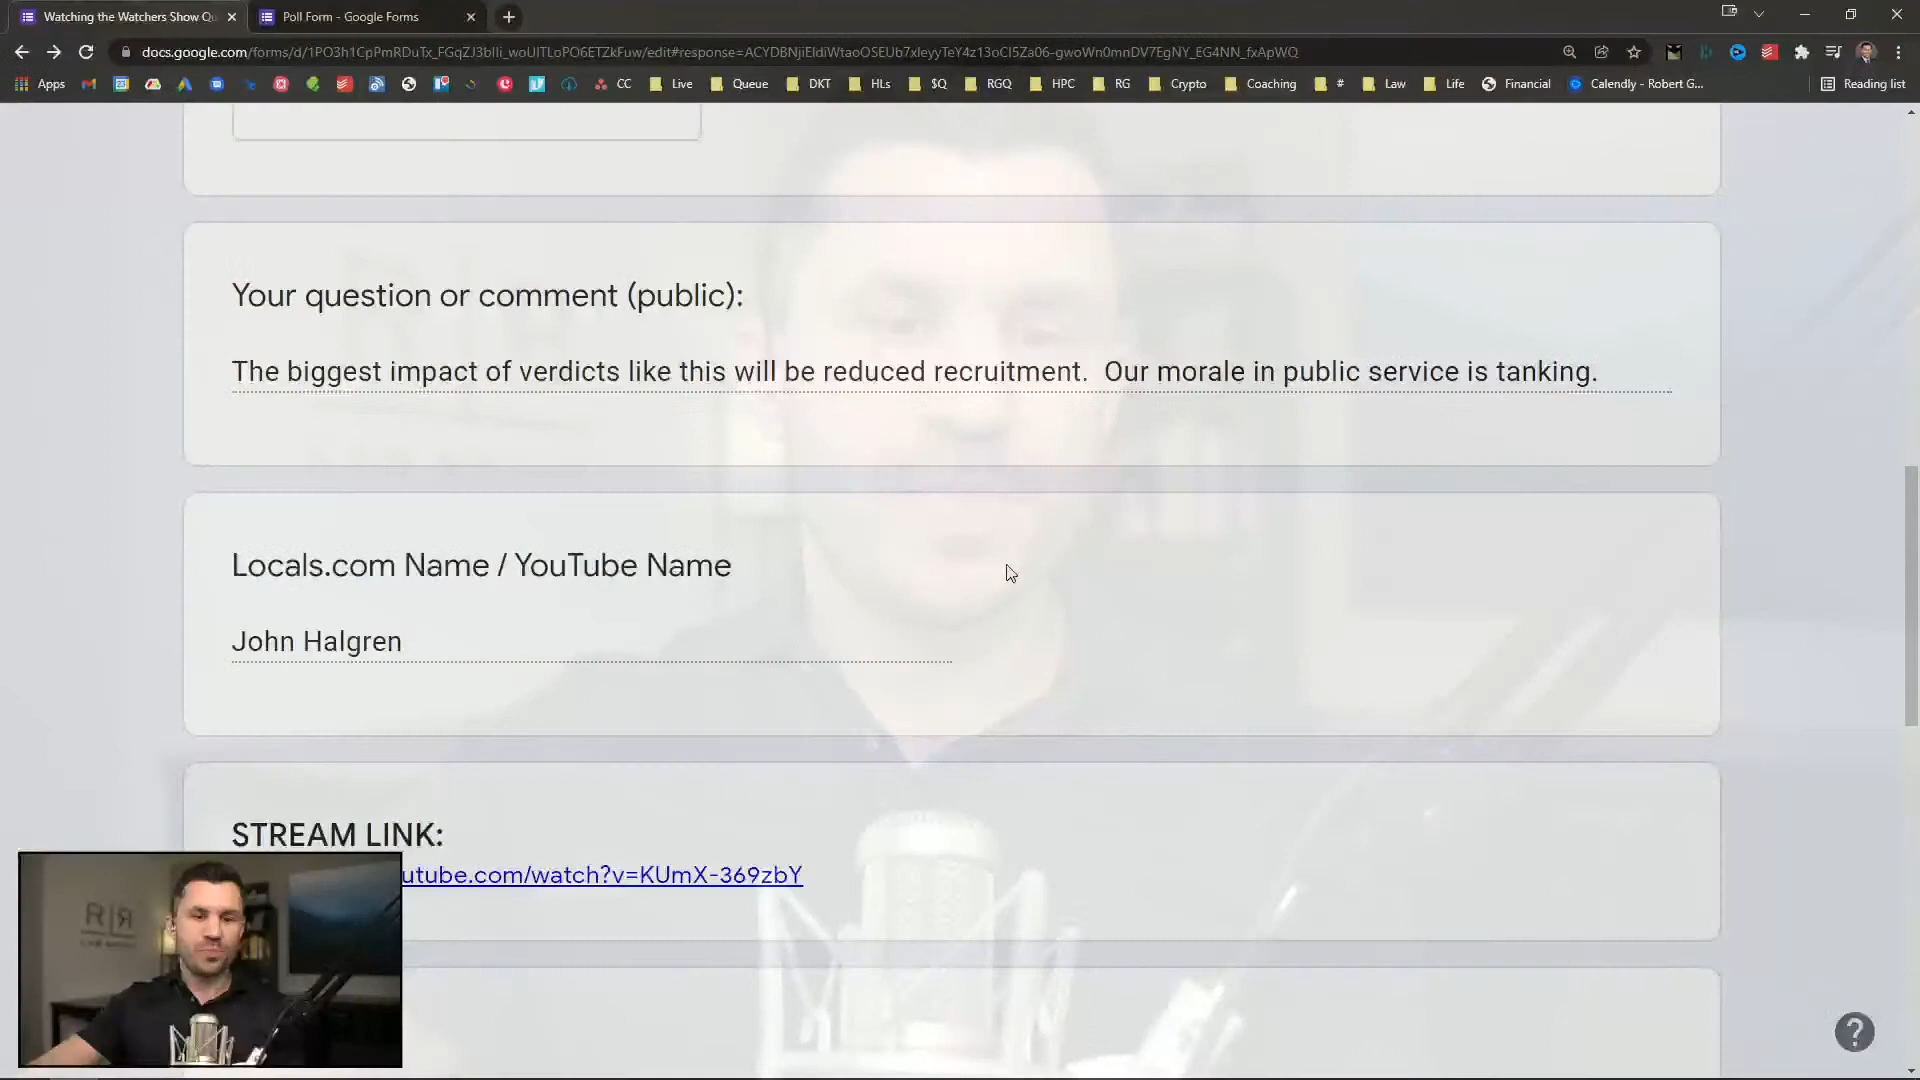 Watching the Watchers Show Qu
Poll Form - Google Forms
docs.google.com/forms/d/1PO3h1CpPmRDuTx_FGqZJ3bIli_woUITLoPO6ETZkFuw/edit#response=ACYDBNjiEldiWtaoOSEUb7xleyyTeY4z13oCl5Za06-gwoWn0mnDV7EgNY_EG4NN_fxApWQ
Apps
CC
Live
Queue
DKT
HLs
$Q
RGQ
HPC
RG
Crypto
Coaching
#
Law
Life
Financial
Calendly - Robert G...
Reading list
Your question or comment (public):
The biggest impact of verdicts like this will be reduced recruitment.  Our morale in public service is tanking.
Locals.com Name / YouTube Name
John Halgren
STREAM LINK:
utube.com/watch?v=KUmX-369zbY
R|R